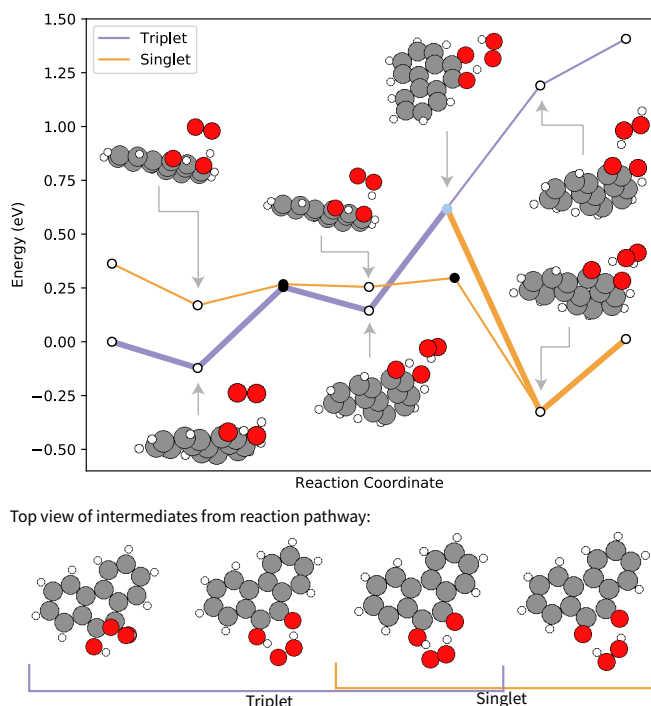 1.50
1.25
1.00
0.75
0.50
0.25
0.00
−0.25
−0.50
Energy (eV)
Triplet
Singlet
Reaction Coordinate
Top view of intermediates from reaction pathway:
Triplet
Singlet